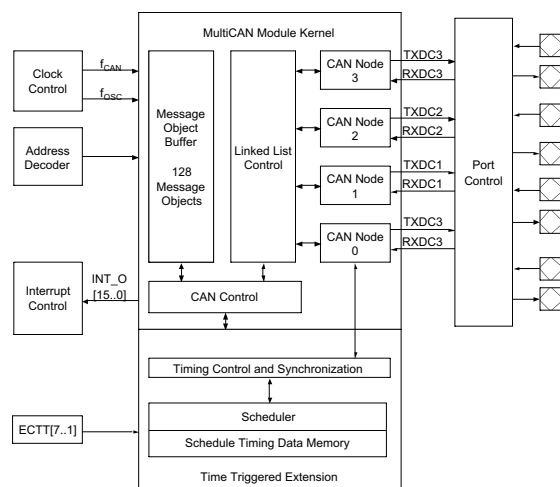 MultiCAN Module Kernel
Clock
Control
f_CAN
f_OSC
Address
Decoder
Interrupt
Control
INT_O
[15..0]
ECTT[7..1]
Message
Object
Buffer
128
Message
Objects
Linked List
Control
CAN Node
3
CAN Node
2
CAN Node
1
CAN Node
0
TXDC3
RXDC3
TXDC2
RXDC2
TXDC1
RXDC1
TXDC3
RXDC3
Port
Control
CAN Control
Timing Control and Synchronization
Scheduler
Schedule Timing Data Memory
Time Triggered Extension